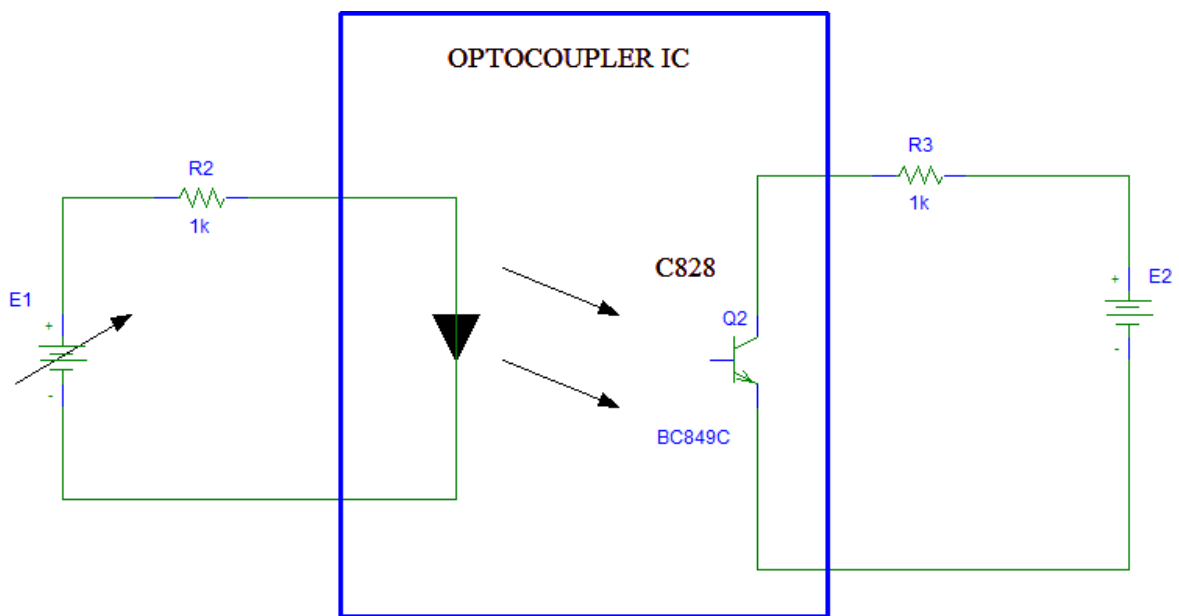 OPTOCOUPLER IC
R2
1k
E1
+
-
C828
Q2
BC849C
R3
1k
E2
+
-